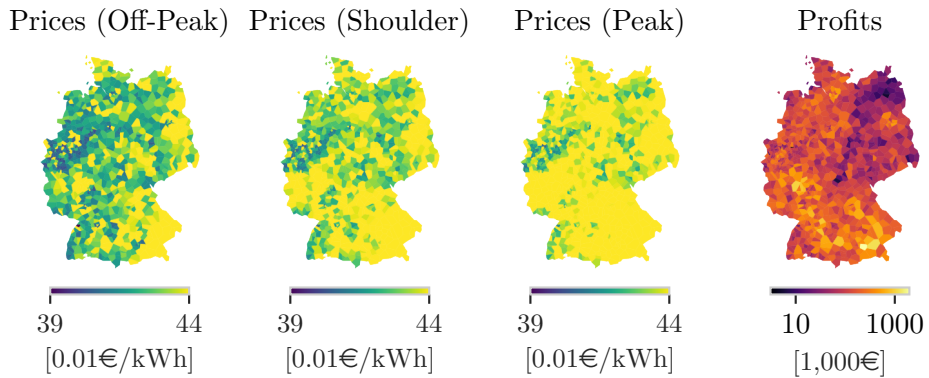 Prices (Off-Peak) Prices (Shoulder) Prices (Peak) Profits
39 44 39 44 39 44 10 1000
[0.01€/kWh] [0.01€/kWh] [0.01€/kWh] [1,000€]